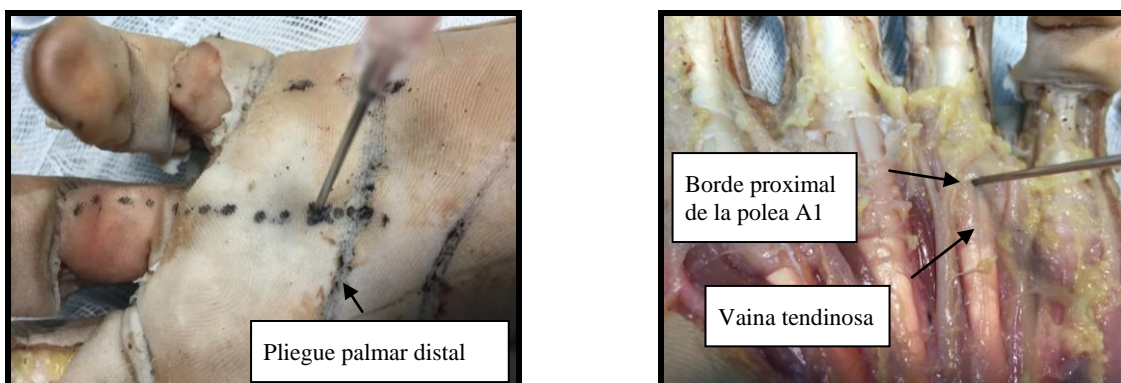 Pliegue palmar distal
Borde proximal
de la polea A1
Vaina tendinosa